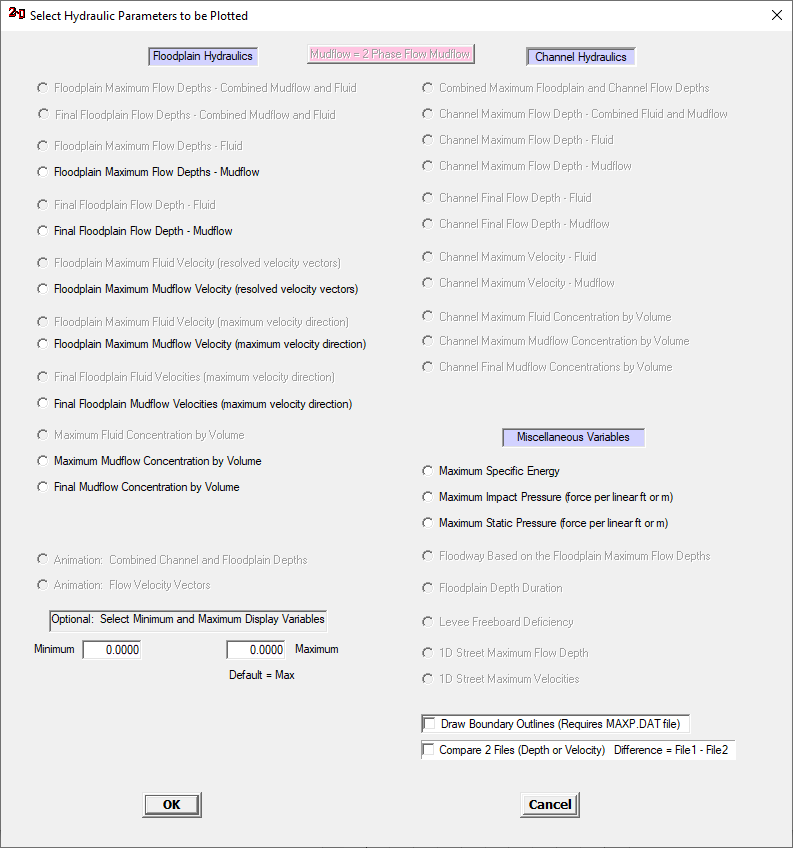 Select Hydraulic Parameters to be Plotted
Floodplain Hydraulics
Mudflow = 2 Phase Flow Mudflow
Channel Hydraulics
Floodplain Maximum Flow Depths - Combined Mudflow and Fluid
Final Floodplain Flow Depths - Combined Mudflow and Fluid
Floodplain Maximum Flow Depths - Fluid
Floodplain Maximum Flow Depths - Mudflow
Final Floodplain Flow Depth - Fluid
Final Floodplain Flow Depth - Mudflow
Floodplain Maximum Fluid Velocity (resolved velocity vectors)
Floodplain Maximum Mudflow Velocity (resolved velocity vectors)
Floodplain Maximum Fluid Velocity (maximum velocity direction)
Floodplain Maximum Mudflow Velocity (maximum velocity direction)
Final Floodplain Fluid Velocities (maximum velocity direction)
Final Floodplain Mudflow Velocities (maximum velocity direction)
Maximum Fluid Concentration by Volume
Maximum Mudflow Concentration by Volume
Final Mudflow Concentration by Volume
Animation: Combined Channel and Floodplain Depths
Animation: Flow Velocity Vectors
Optional: Select Minimum and Maximum Display Variables
Minimum 0.0000 0.0000 Maximum
Default = Max
Combined Maximum Floodplain and Channel Flow Depths
Channel Maximum Flow Depth - Combined Fluid and Mudflow
Channel Maximum Flow Depth - Fluid
Channel Maximum Flow Depth - Mudflow
Channel Final Flow Depth - Fluid
Channel Final Flow Depth - Mudflow
Channel Maximum Velocity - Fluid
Channel Maximum Velocity - Mudflow
Channel Maximum Fluid Concentration by Volume
Channel Maximum Mudflow Concentration by Volume
Channel Final Mudflow Concentrations by Volume
Miscellaneous Variables
Maximum Specific Energy
Maximum Impact Pressure (force per linear ft or m)
Maximum Static Pressure (force per linear ft or m)
Floodway Based on the Floodplain Maximum Flow Depths
Floodplain Depth Duration
Levee Freeboard Deficiency
1D Street Maximum Flow Depth
1D Street Maximum Velocities
Draw Boundary Outlines (Requires MAXP.DAT file)
Compare 2 Files (Depth or Velocity) Difference = File1 - File2
OK
Cancel